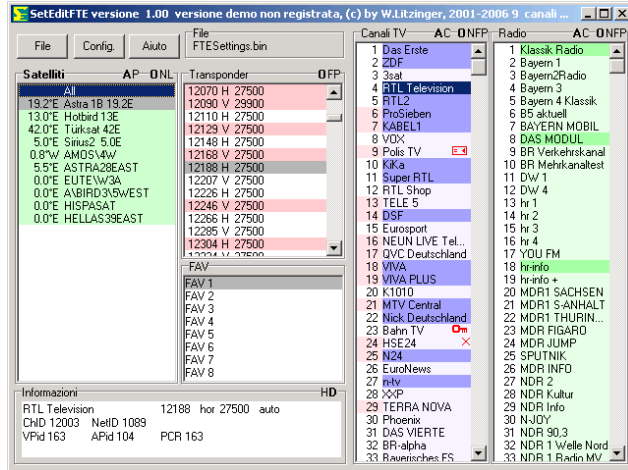 SetEditFTE versione 1.00 versione demo non registrata, (c) by W.Litzinger, 2001-2006 9 canali ...
File
Config.
Aiuto
File
FTESettings.bin
Satelliti AP ONL
All
19.2°E Astra 1B 19.2E
13.0°E Hotbird 13E
42.0°E Türksat 42E
5.0°E Sirius2 5.0E
0.8°W AMOS\4W
5.5°E ASTRA28EAST
0.0°E EUTE\W3A
0.0°E A\BIRD3\5WEST
0.0°E HISPASAT
0.0°E HELLAS39EAST
Transponder OFP
12070 H 27500
12090 V 29900
12110 H 27500
12129 V 27500
12148 H 27500
12168 V 27500
12188 H 27500
12207 V 27500
12226 H 27500
12246 V 27500
12266 H 27500
12285 V 27500
12304 H 27500
12324 V 27500
FAV
FAV 1
FAV 2
FAV 3
FAV 4
FAV 5
FAV 6
FAV 7
FAV 8
Informazioni HD
RTL Television 12188 hor 27500 auto
ChID 12003 NetID 1089
VPid 163 APid 104 PCR 163
Canali TV AC ONFP
1 Das Erste
2 ZDF
3 3sat
4 RTL Television
5 RTL2
6 ProSieben
7 KABEL1
8 VOX
9 Polis TV
10 KiKa
11 Super RTL
12 RTL Shop
13 TELE 5
14 DSF
15 Eurosport
16 NEUN LIVE Tel...
17 QVC Deutschland
18 VIVA
19 VIVA PLUS
20 K1010
21 MTV Central
22 Nick Deutschland
23 Bahn TV
24 HSE24
25 N24
26 EuroNews
27 n-tv
28 XXP
29 TERRA NOVA
30 Phoenix
31 DAS VIERTE
32 BR-alpha
33 Bayerisches FS
Radio AC ONFP
1 Klassik Radio
2 Bayern 1
3 Bayern2Radio
4 Bayern 3
5 Bayern 4 Klassik
6 B5 aktuell
7 BAYERN MOBIL
8 DAS MODUL
9 BR Verkehrskanal
10 BR Mehrkanaltest
11 DW 1
12 DW 4
13 hr 1
14 hr 2
15 hr 3
16 hr 4
17 YOU FM
18 hr-info
19 hr-info +
20 MDR1 SACHSEN
21 MDR1 S-ANHALT
22 MDR1 THURIN...
23 MDR FIGARO
24 MDR JUMP
25 SPUTNIK
26 MDR INFO
27 NDR 2
28 NDR Kultur
29 NDR Info
30 N-JOY
31 NDR 90,3
32 NDR 1 Welle Nord
33 NDR 1 Radio MV